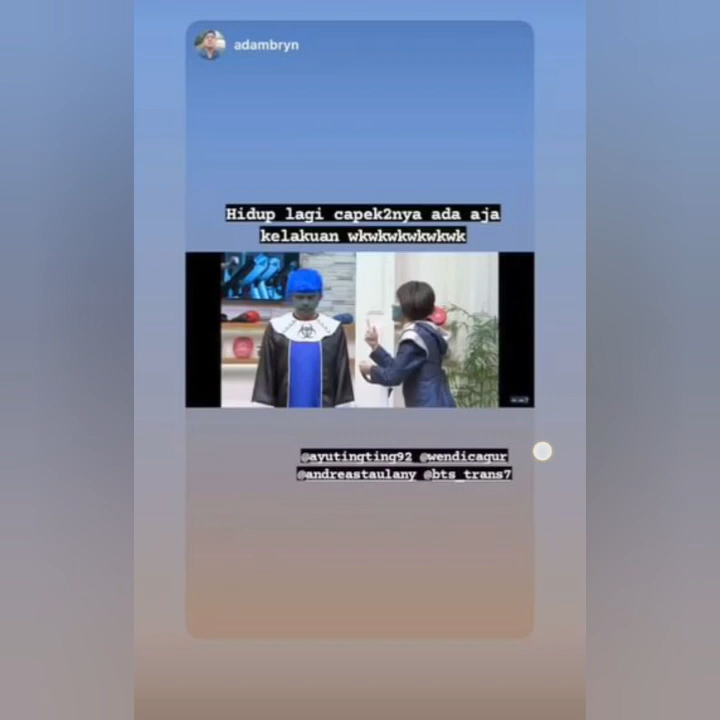 adambryn
Hidup lagi capek2nya ada aja
kelakuan wkwkwkwkwkwk
@ayutingting92 @wendicagur
@andreastaulany @bts_trans7